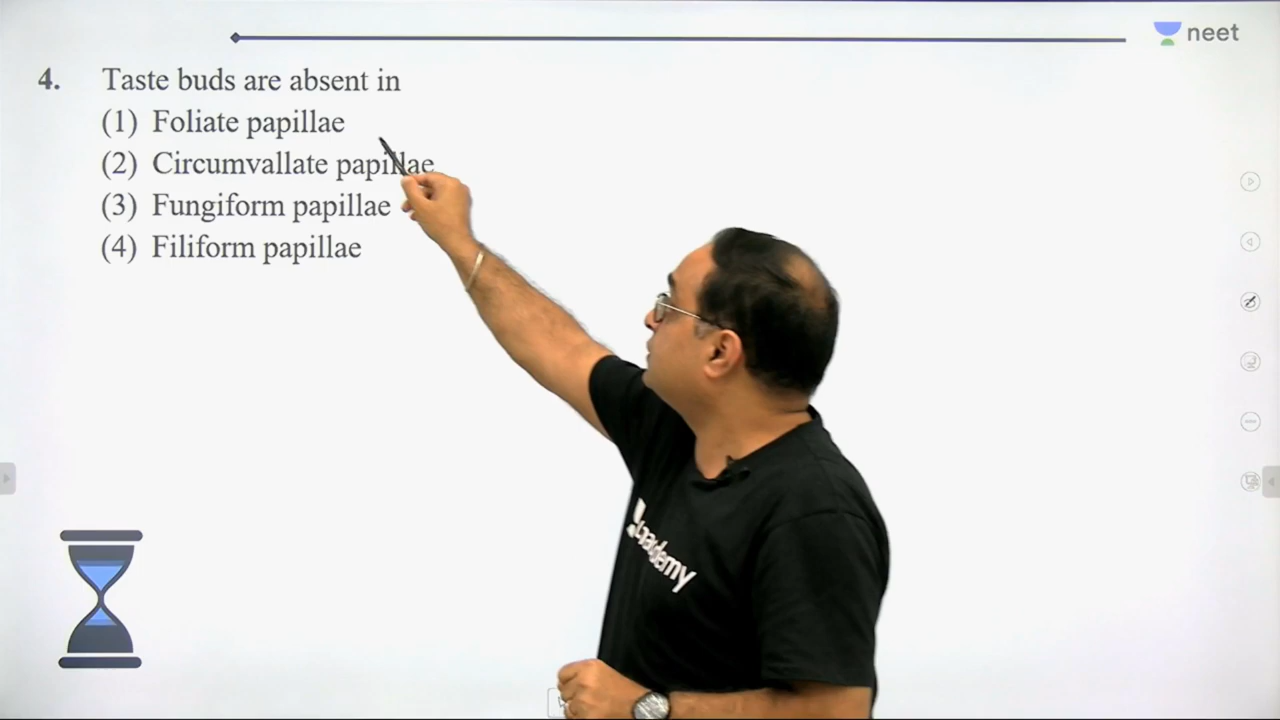 neet
4. Taste buds are absent in
(1) Foliate papillae
(2) Circumvallate papillae
(3) Fungiform papillae
(4) Filiform papillae